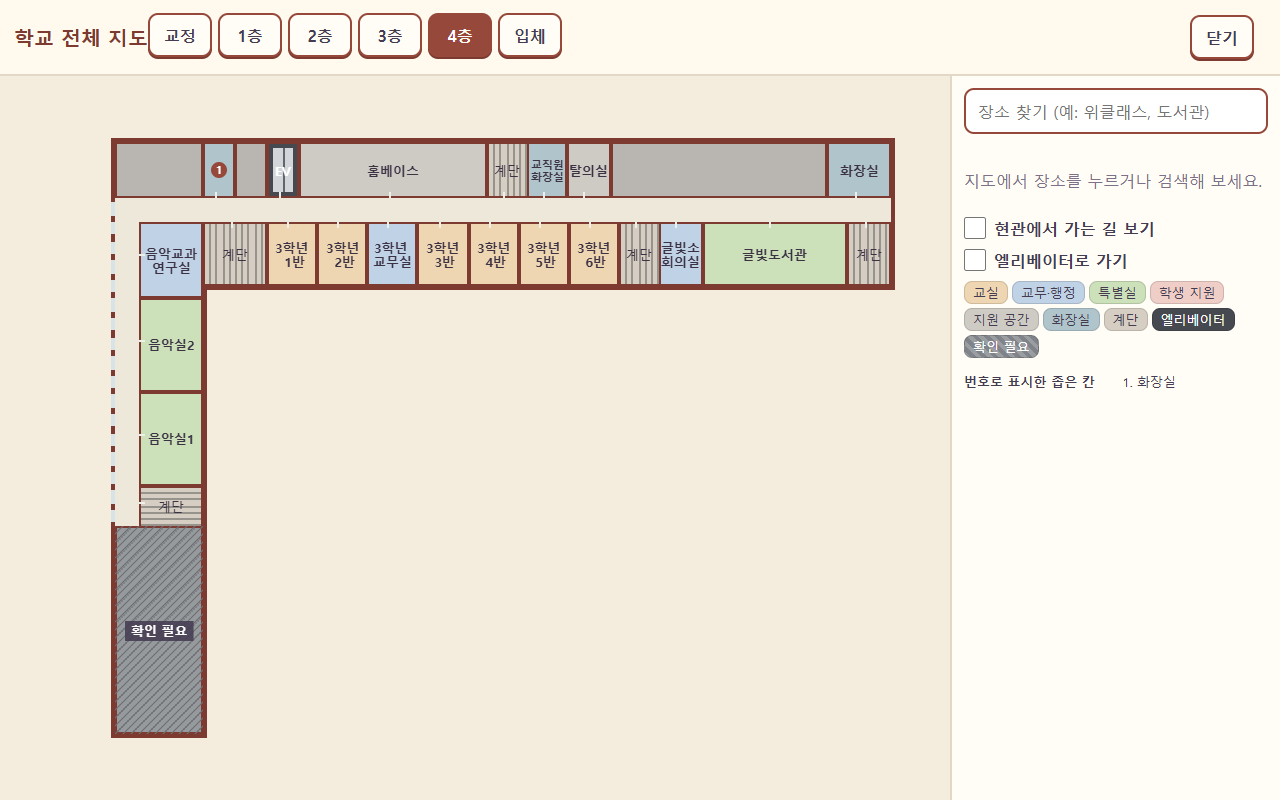 학교 전체 지도
교정
1층
2층
3층
4층
입체
닫기
장소 찾기 (예: 위클래스, 도서관)
지도에서 장소를 누르거나 검색해 보세요.
현관에서 가는 길 보기
엘리베이터로 가기
교실
교무·행정
특별실
학생 지원
지원 공간
화장실
계단
엘리베이터
확인 필요
번호로 표시한 좁은 칸
1. 화장실
1
EV
홈베이스
계단
교직원
화장실
탈의실
화장실
음악교과
연구실
계단
3학년
1반
3학년
2반
3학년
교무실
3학년
3반
3학년
4반
3학년
5반
3학년
6반
계단
글빛소
회의실
글빛도서관
계단
음악실2
음악실1
계단
확인 필요